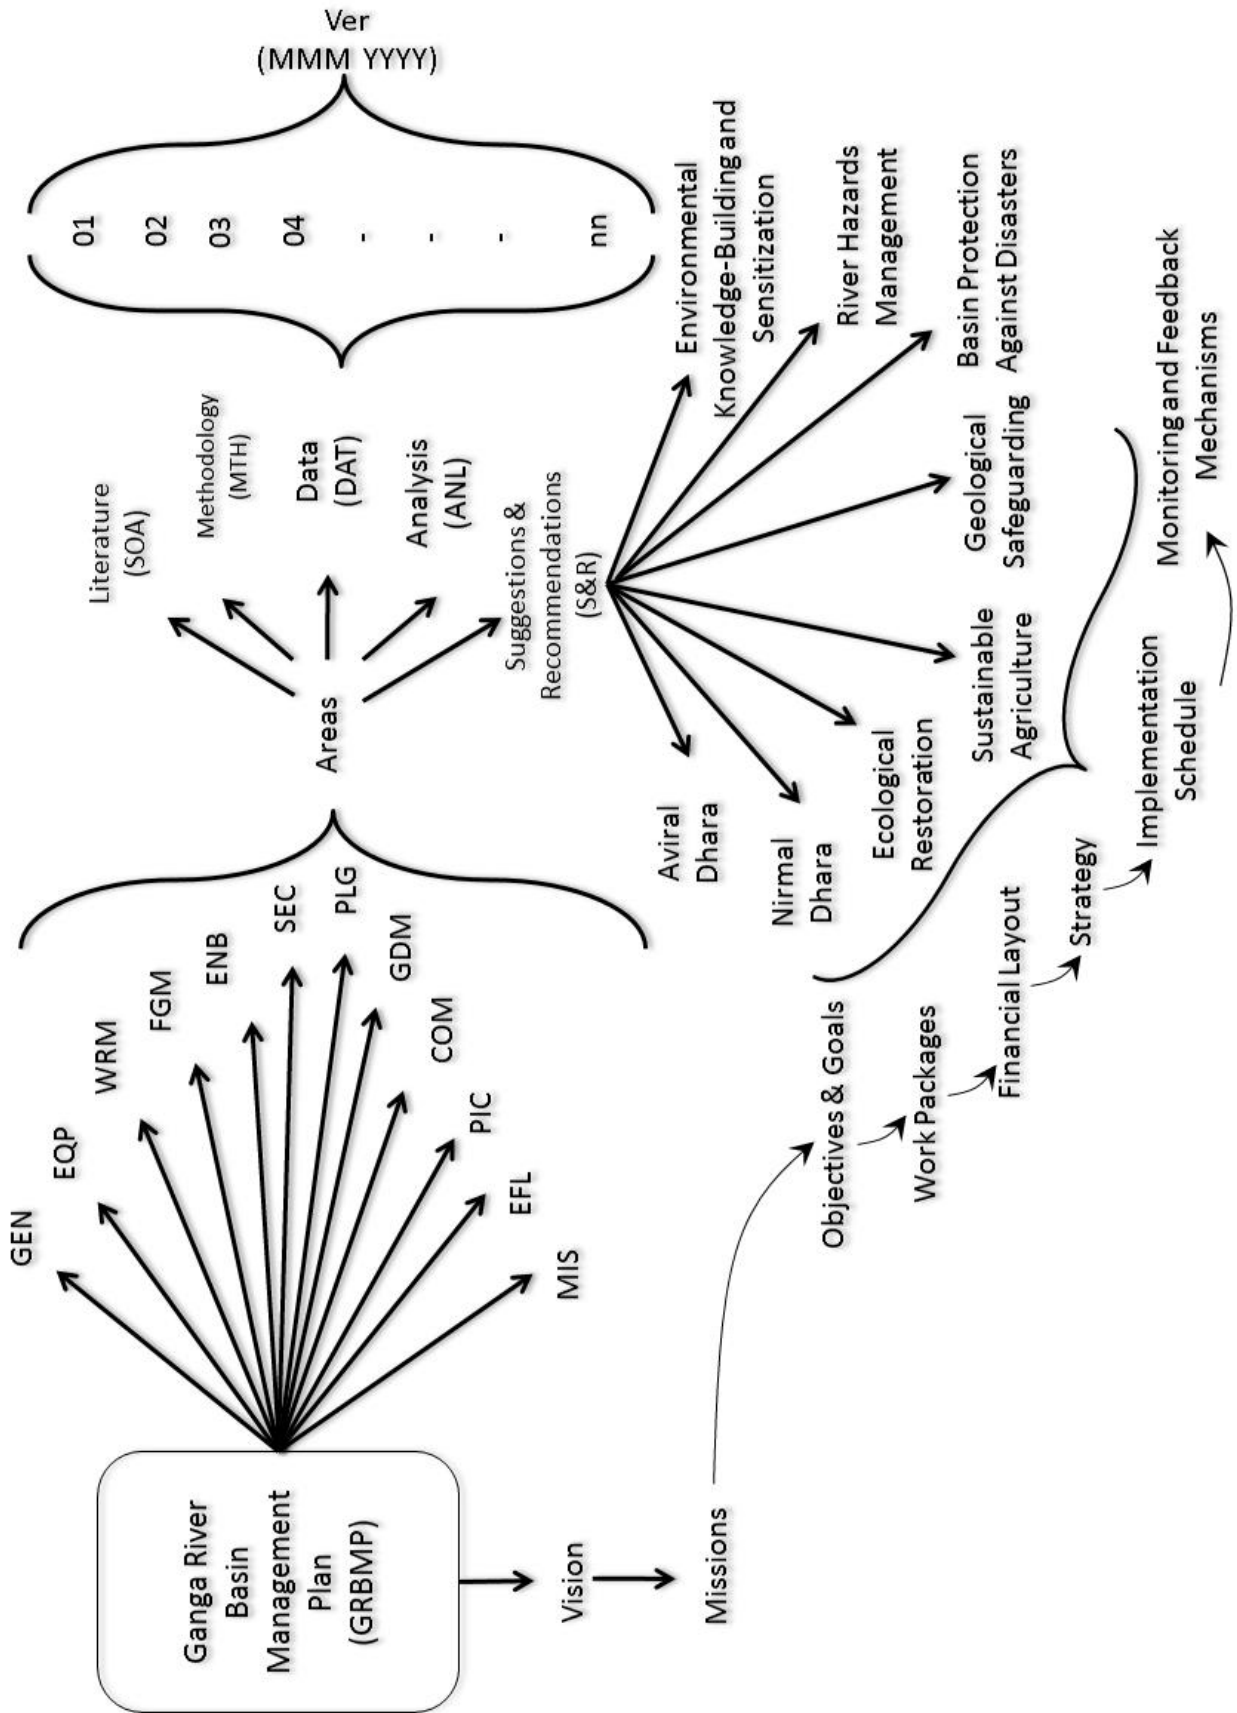 Ganga River
Basin
Management
Plan
(GRBMP)
GEN
EQP
WRM
FGM
ENB
SEC
PLG
GDM
COM
PIC
EFL
MIS
Areas
Literature
(SOA)
Methodology
(MTH)
Data
(DAT)
Analysis
(ANL)
Suggestions &
Recommendations
(S&R)
01
02
03
04
-
-
-
nn
Ver
(MMM YYYY)
Aviral
Dhara
Nirmal
Dhara
Ecological
Restoration
Sustainable
Agriculture
Geological
Safeguarding
Basin Protection
Against Disasters
River Hazards
Management
Environmental
Knowledge-Building and
Sensitization
Vision
Missions
Objectives & Goals
Work Packages
Financial Layout
Strategy
Implementation
Schedule
Monitoring and Feedback
Mechanisms